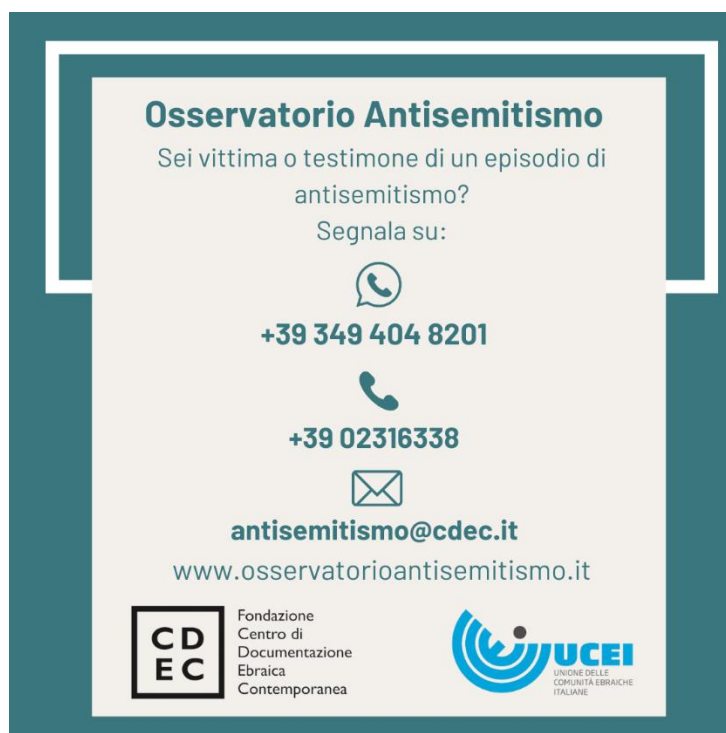 Osservatorio Antisemitismo
Sei vittima o testimone di un episodio di
antisemitismo?
Segnala su:
+39 349 404 8201
+39 02316338
antisemitismo@cdec.it
www.osservatorioantisemitismo.it
CD
EC
Fondazione
Centro di
Documentazione
Ebraica
Contemporanea
UCEI
UNIONE DELLE
COMUNITÀ EBRAICHE
ITALIANE